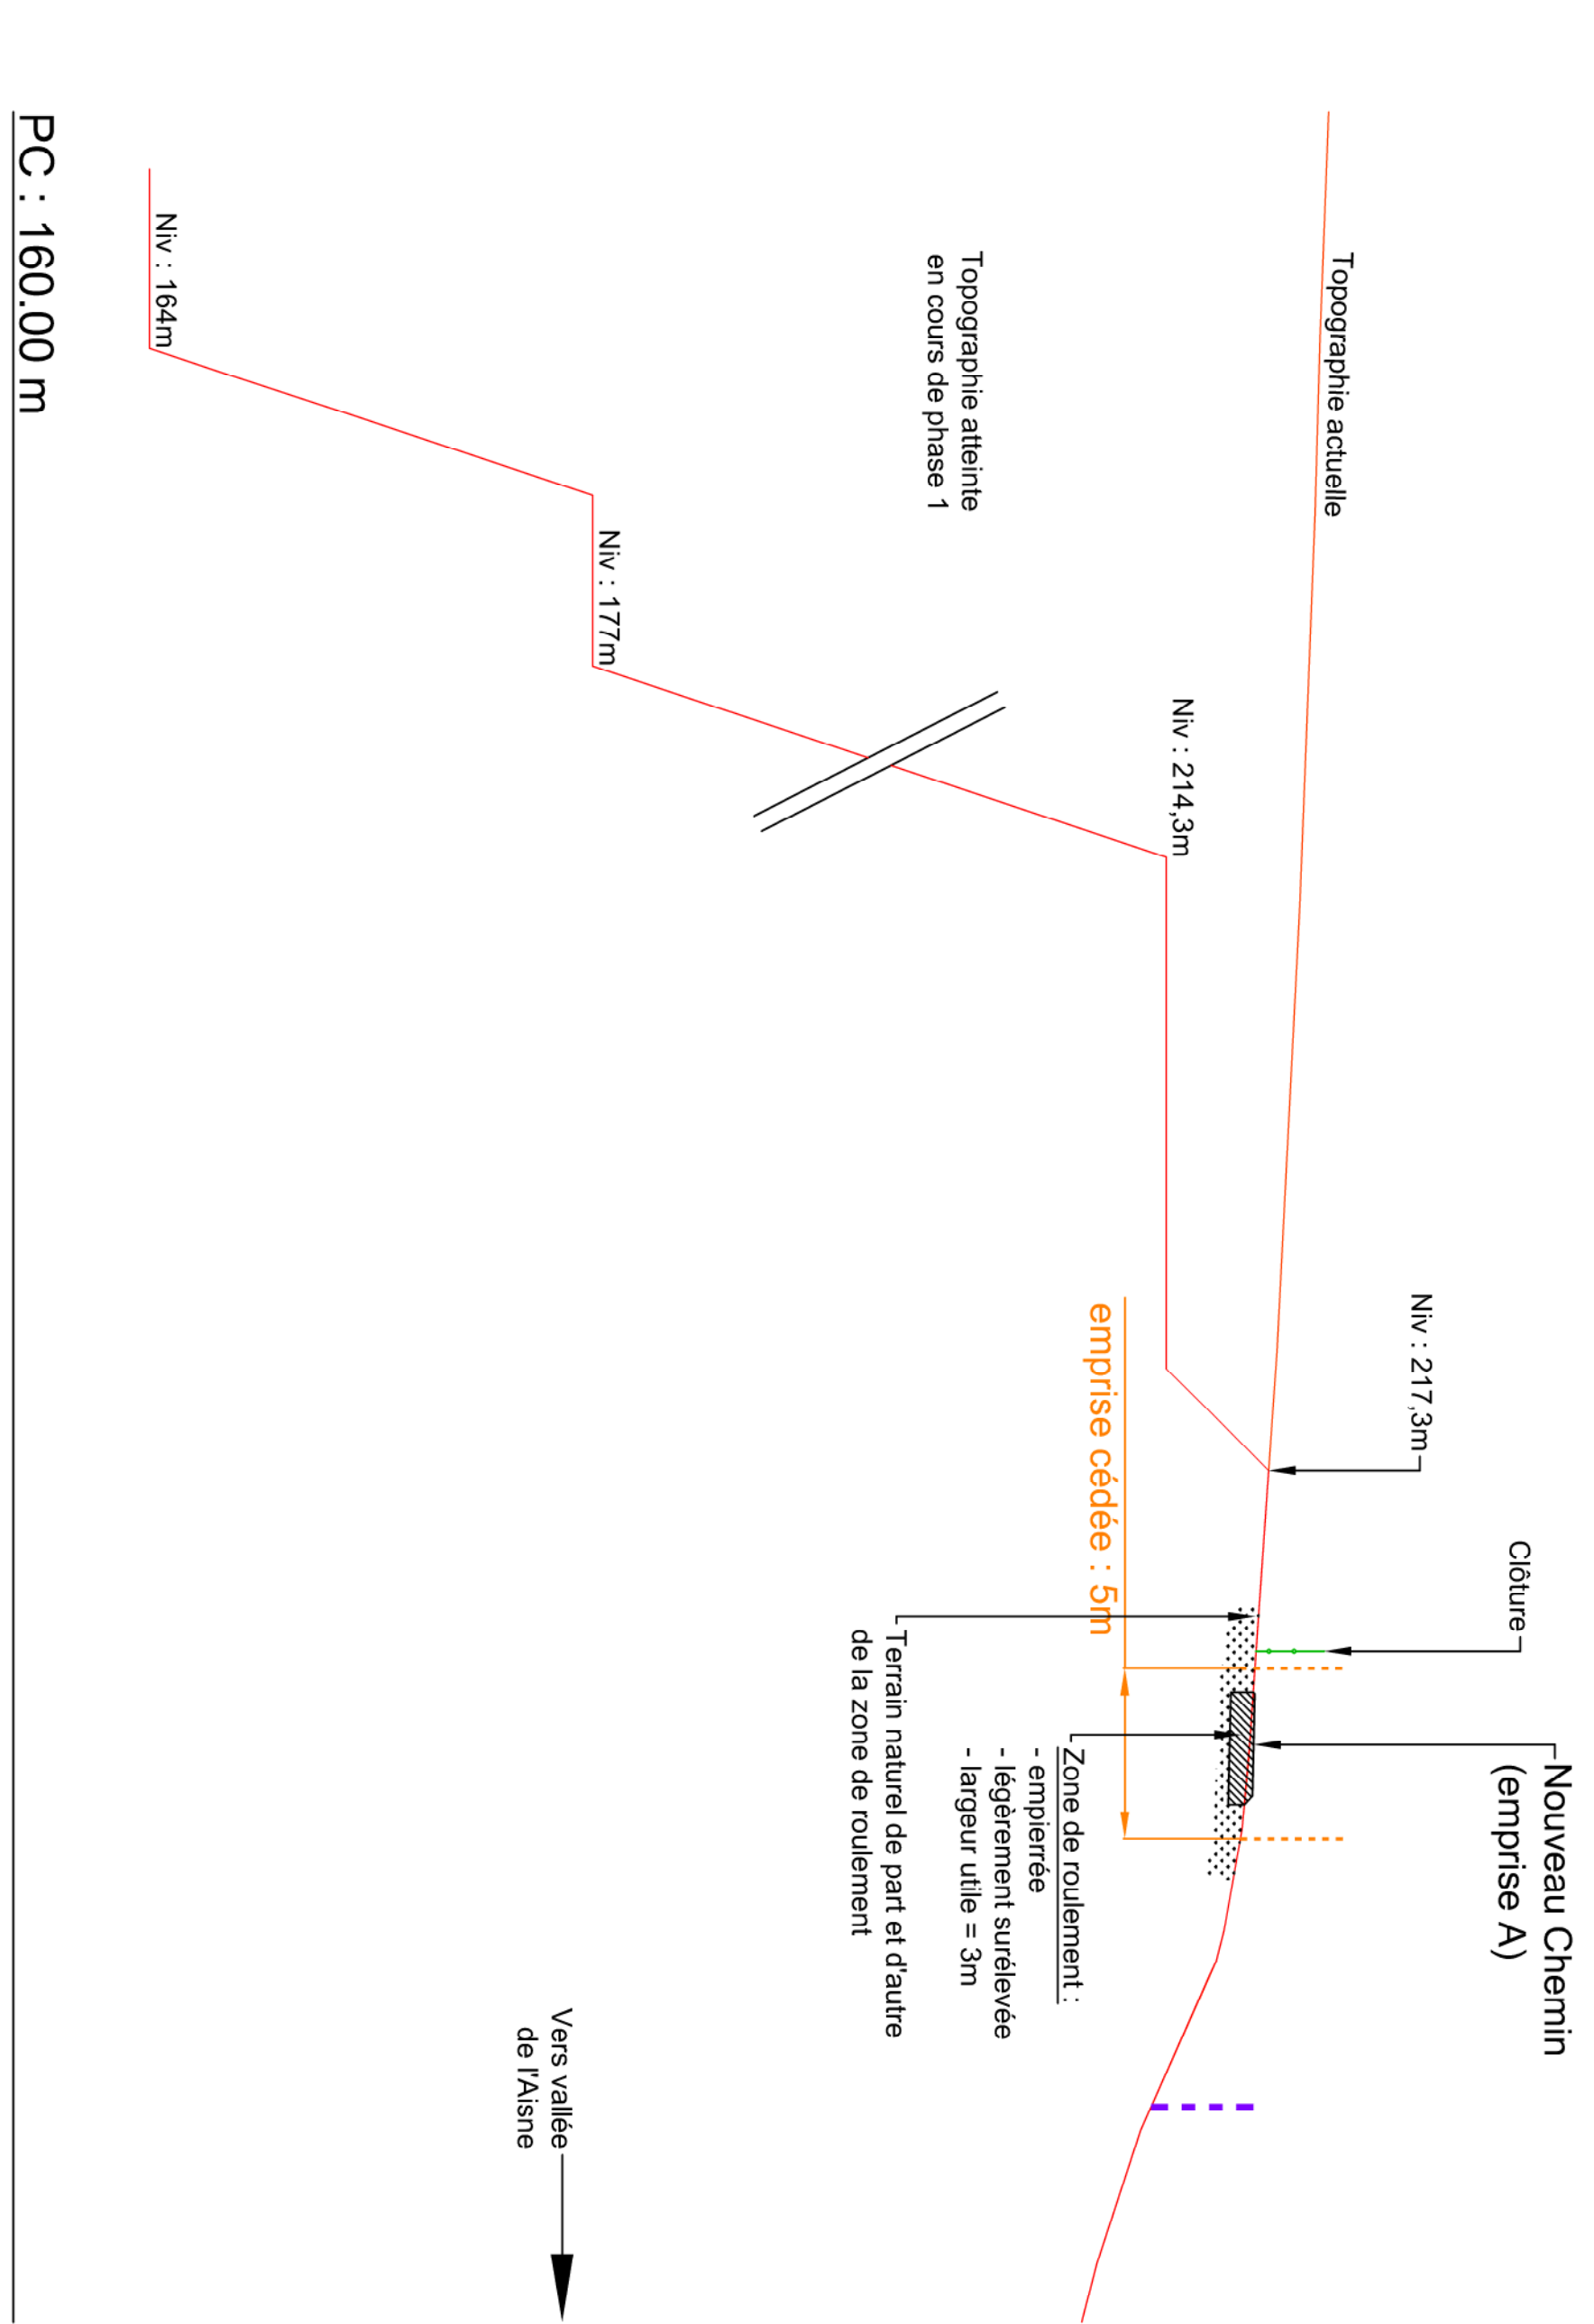 Nouveau Chemin
(emprise A)
Clôture
Niv : 217,3m
Topographie actuelle
Niv : 214,3m
emprise cédée : 5m
Zone de roulement :
- empierrée
- légèrement surélevée
- largeur utile = 3m
Terrain naturel de part et d'autre
de la zone de roulement
Topographie atteinte
en cours de phase 1
Niv : 177m
Vers vallée
de l'Aisne
Niv : 164m
PC : 160.00 m